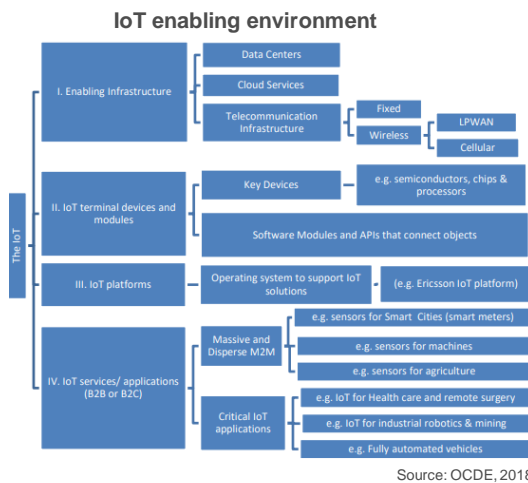 IoT enabling environment
The IoT
I. Enabling Infrastructure
Data Centers
Cloud Services
Telecommunication
Infrastructure
Fixed
Wireless
LPWAN
Cellular
II. IoT terminal devices and
modules
Key Devices
e.g. semiconductors, chips &
processors
Software Modules and APIs that connect objects
III. IoT platforms
Operating system to support IoT
solutions
(e.g. Ericsson IoT platform)
IV. IoT services/ applications
(B2B or B2C)
Massive and
Disperse M2M
e.g. sensors for Smart Cities (smart meters)
e.g. sensors for machines
e.g. sensors for agriculture
Critical IoT
applications
e.g. IoT for Health care and remote surgery
e.g. IoT for industrial robotics & mining
e.g. Fully automated vehicles
Source: OCDE, 2018